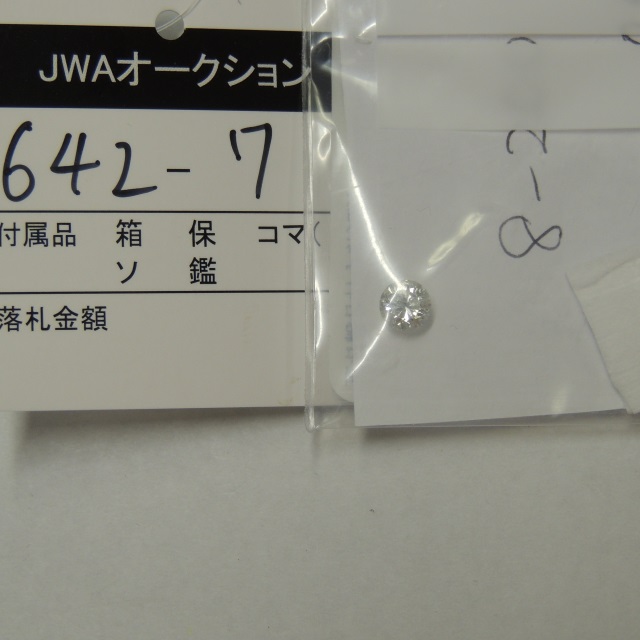 JWAオークション
642-7
付属品 箱 保 コマ(
ソ 鑑
落札金額
8-2